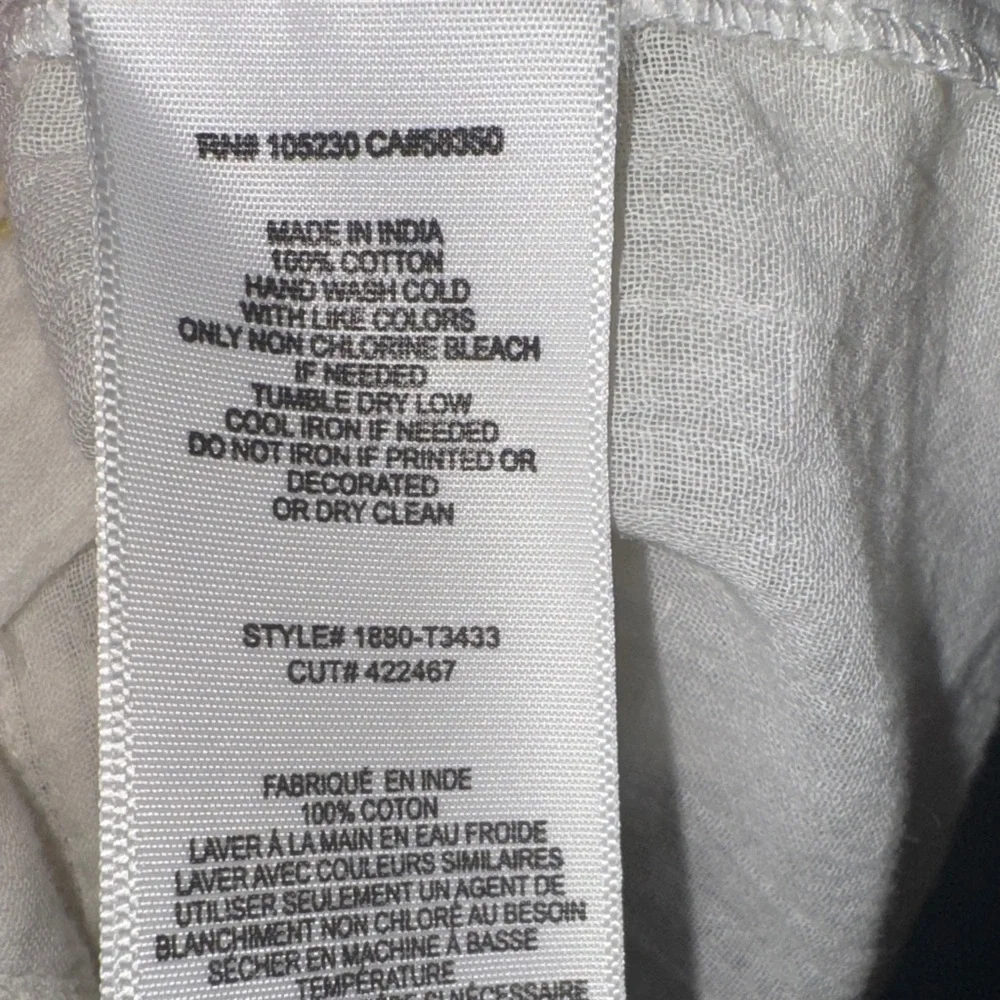 RN# 105230 CA#58350
MADE IN INDIA
100% COTTON
HAND WASH COLD
WITH LIKE COLORS
ONLY NON CHLORINE BLEACH
IF NEEDED
TUMBLE DRY LOW
COOL IRON IF NEEDED
DO NOT IRON IF PRINTED OR
DECORATED
OR DRY CLEAN
STYLE# 1880-T3433
CUT# 422467
FABRIQUÉ EN INDE
100% COTON
LAVER À LA MAIN EN EAU FROIDE
LAVER AVEC COULEURS SIMILAIRES
UTILISER SEULEMENT UN AGENT DE
BLANCHIMENT NON CHLORÉ AU BESOIN
SÉCHER EN MACHINE À BASSE
TEMPÉRATURE
SI NÉCESSAIRE